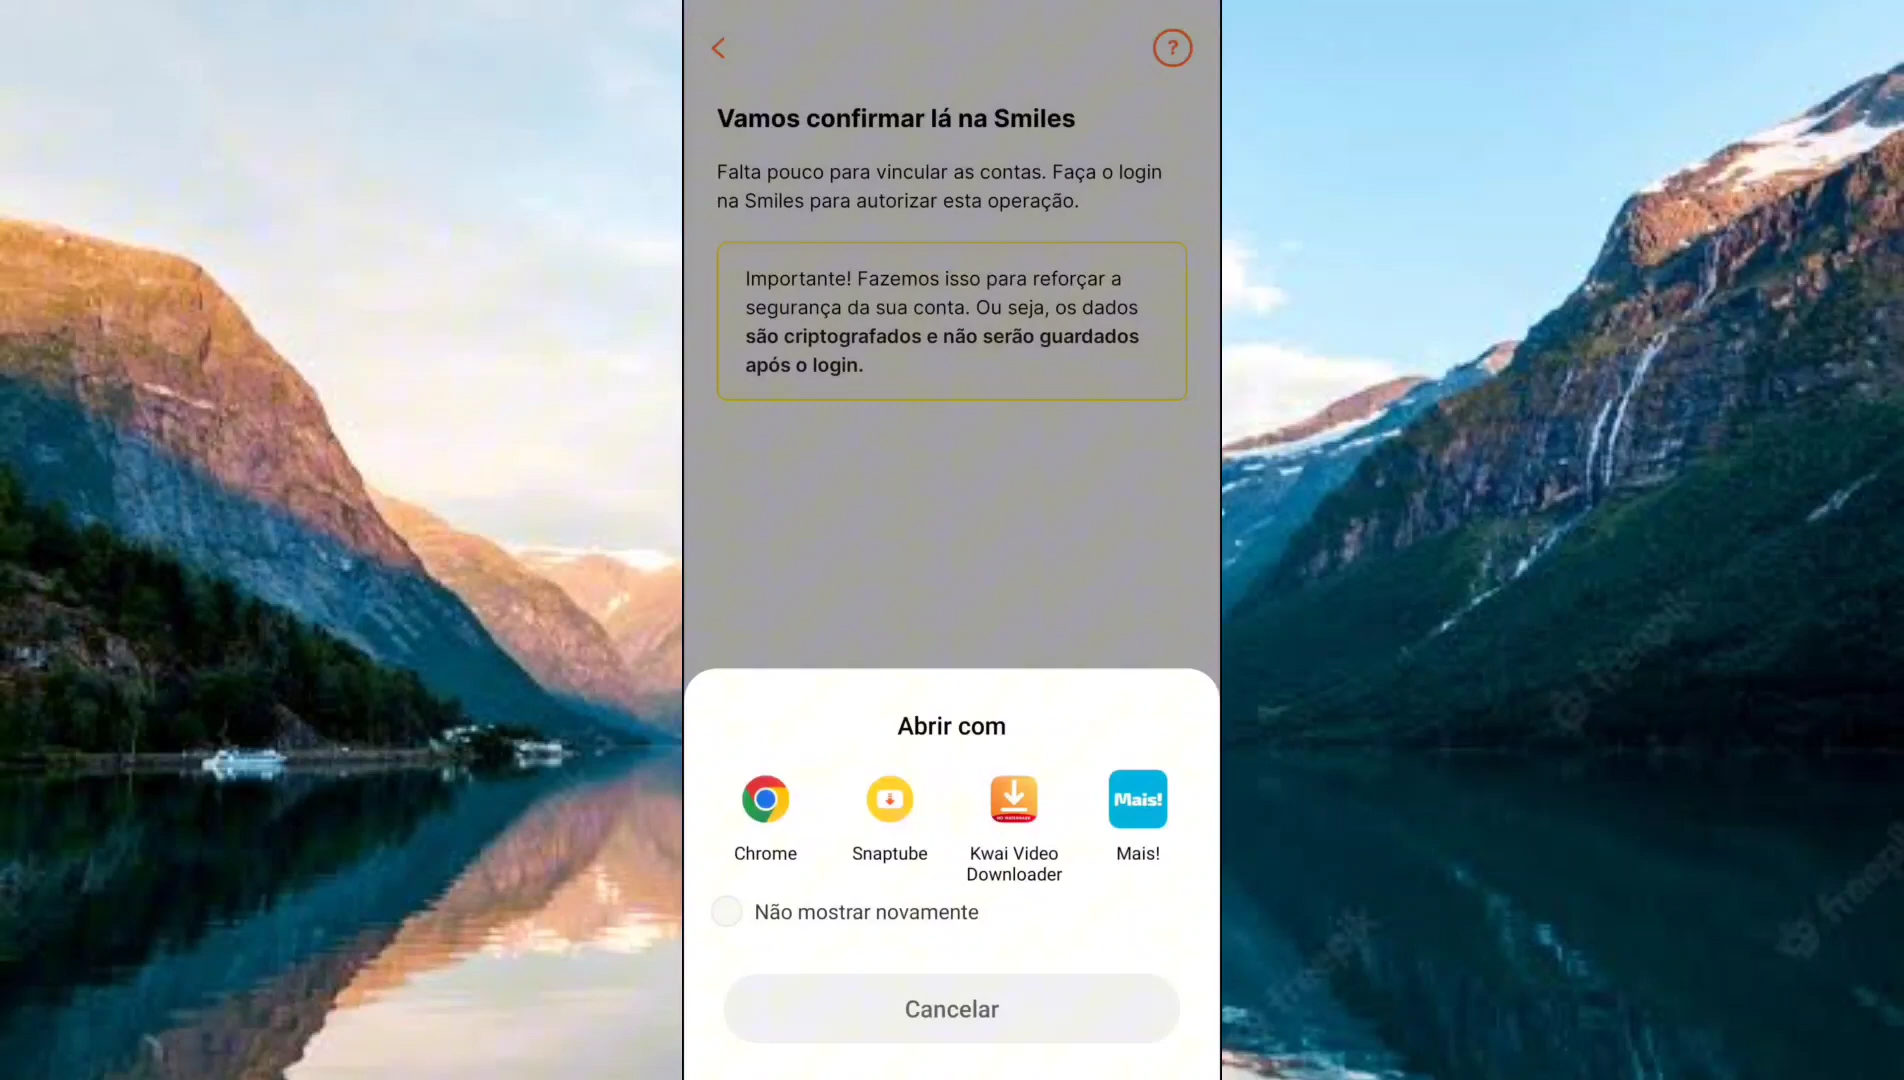 ?
Vamos confirmar lá na Smiles
Falta pouco para vincular as contas. Faça o login
na Smiles para autorizar esta operação.
Importante! Fazemos isso para reforçar a
segurança da sua conta. Ou seja, os dados
são criptografados e não serão guardados
após o login.
Abrir com
Mais!
Chrome
Snaptube
Kwai Video
Downloader
Mais!
Não mostrar novamente
Cancelar
freepik
freepik